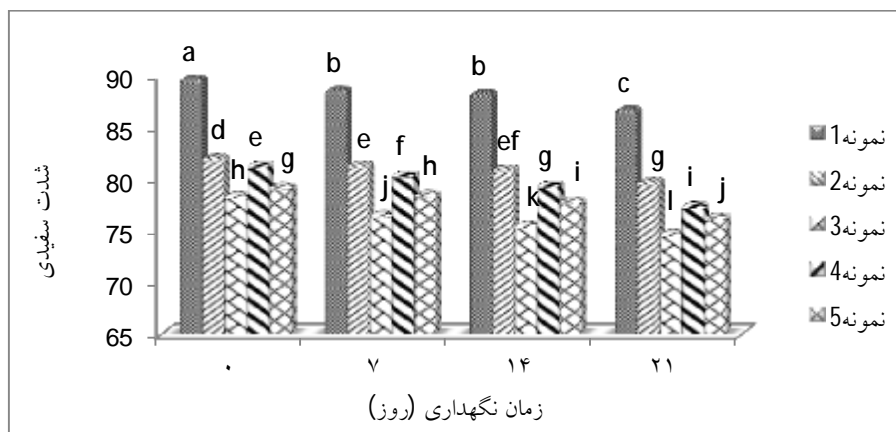 a
b
b
c
d
h
e
g
e
j
f
h
ef
k
g
i
g
l
i
j
90
85
80
75
70
65
شدت سفیدی
۰
۷
۱۴
۲۱
زمان نگهداری (روز)
نمونه1
نمونه2
نمونه3
نمونه4
نمونه5